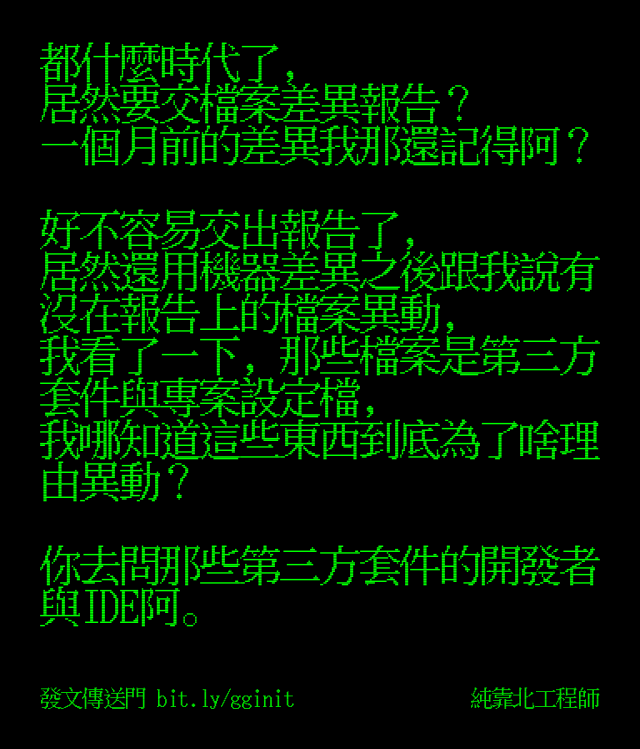 都什麼時代了，
居然要交檔案差異報告？
一個月前的差異我那還記得阿？
好不容易交出報告了，
居然還用機器差異之後跟我說有
沒在報告上的檔案異動，
我看了一下，那些檔案是第三方
套件與專案設定檔，
我哪知道這些東西到底為了啥理
由異動？
你去問那些第三方套件的開發者
與IDE阿。
發文傳送門 bit.ly/gginit
純靠北工程師